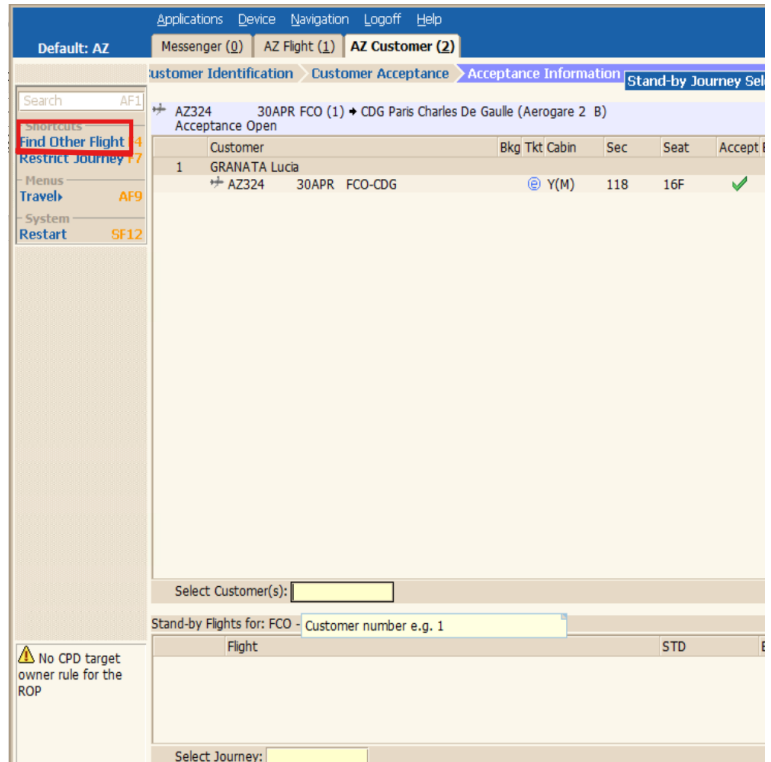 Applications Device Navigation Logoff Help
Default: AZ
Messenger (0) AZ Flight (1) AZ Customer (2)
ustomer Identification Customer Acceptance Acceptance Information
Stand-by Journey Sel
Search AF1
Shortcuts
Find Other Flight F4
Restrict Journey F7
Menus
Travel AF9
System
Restart SF12
AZ324 30APR FCO (1) → CDG Paris Charles De Gaulle (Aerogare 2 B)
Acceptance Open
Customer Bkg Tkt Cabin Sec Seat Accept
1 GRANATA Lucia
AZ324 30APR FCO-CDG e Y(M) 118 16F
Select Customer(s):
Stand-by Flights for: FCO -
Customer number e.g. 1
Flight STD
No CPD target
owner rule for the
ROP
Select Journey: